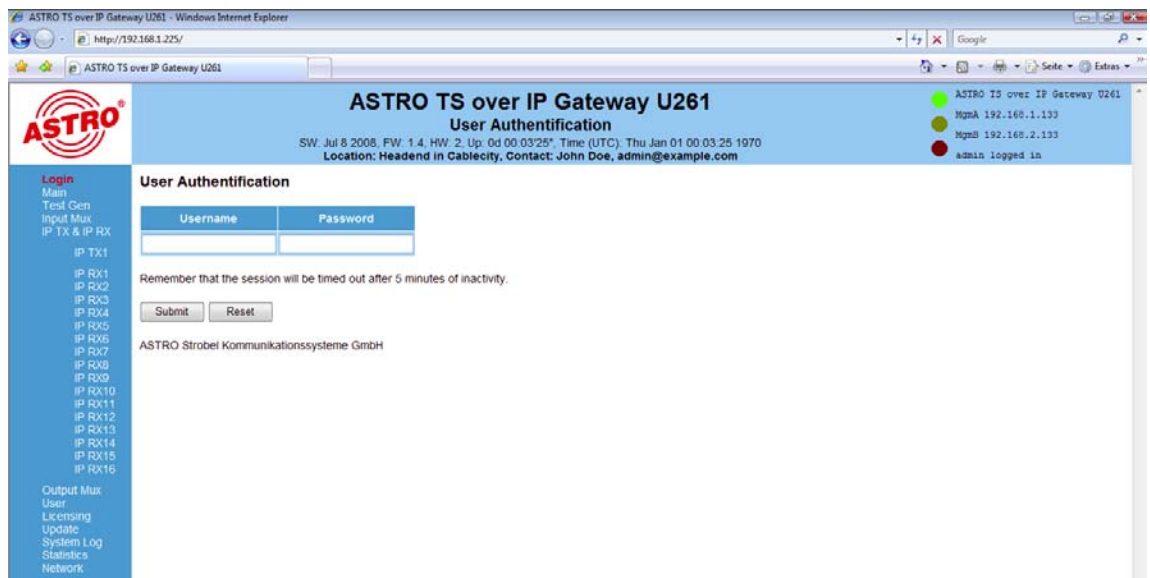 ASTRO TS over IP Gateway U261 - Windows Internet Explorer
http://192.168.1.225/
Google
ASTRO TS over IP Gateway U261
Seite
Extras
ASTRO
ASTRO TS over IP Gateway U261
User Authentification
SW: Jul 8 2008, FW: 1.4, HW: 2, Up: 0d 00:03'25", Time (UTC): Thu Jan 01 00:03:25 1970
Location: Headend in Cablecity, Contact: John Doe, admin@example.com
ASTRO TS over IP Gateway U261
MgmA 192.168.1.133
MgmB 192.168.2.133
admin logged in
Login
Main
Test Gen
Input Mux
IP TX & IP RX
IP TX1
IP RX1
IP RX2
IP RX3
IP RX4
IP RX5
IP RX6
IP RX7
IP RX8
IP RX9
IP RX10
IP RX11
IP RX12
IP RX13
IP RX14
IP RX15
IP RX16
Output Mux
User
Licensing
Update
System Log
Statistics
Network
User Authentification
Username Password
Remember that the session will be timed out after 5 minutes of inactivity.
Submit Reset
ASTRO Strobel Kommunikationssysteme GmbH